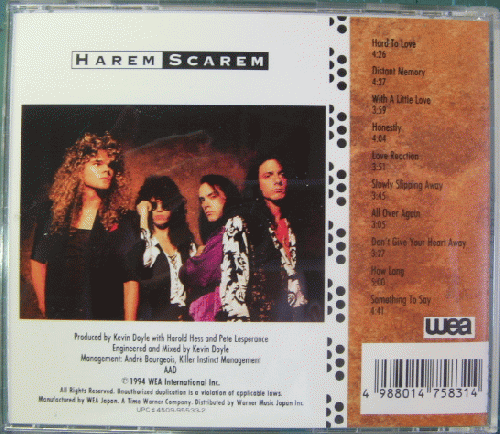 HAREM SCAREM
Hard To Love
4:26
Distant Memory
4:57
With A Little Love
3:59
Honestly
4:04
Love Reaction
3:51
Slowly Slipping Away
3:45
All Over Again
3:05
Don't Give Your Heart Away
5:27
How Long
5:00
Something To Say
4:41
wea
Produced by Kevin Doyle with Harold Hess and Pete Lesperance
Engineered and Mixed by Kevin Doyle
Management: Andre Bourgeois, Killer Instinct Management
AAD
©1994 WEA International Inc.
All Rights Reserved. Unauthorized duplication is a violation of applicable laws.
Manufactured by WEA Japan. A Time Warner Company. Distributed by Warner Music Japan Inc.
4 988014 758314